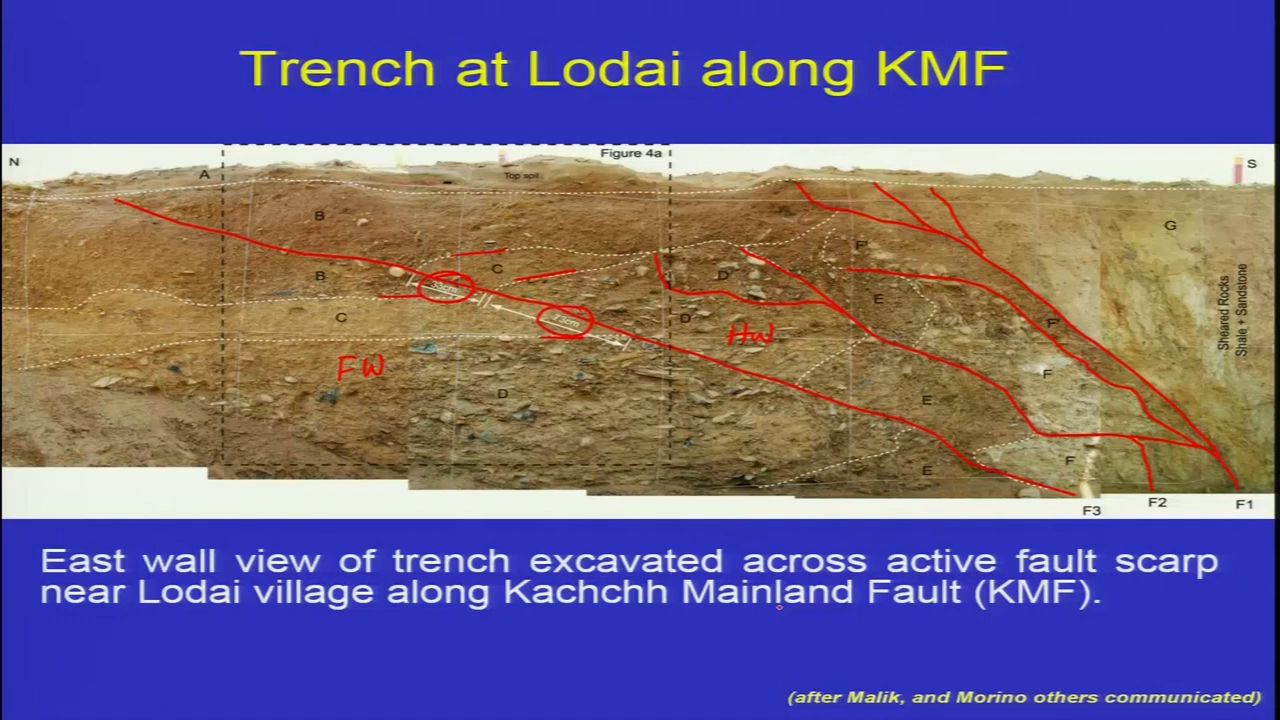 Trench at Lodai along KMF
N
A
Figure 4a
Top soil
S
B
G
F'
B
C
D
E
C
D
HW
F'
Sheared Rocks
Shale + Sandstone
FW
73cm
F
D
E
E
F
F3
F2
F1
East wall view of trench excavated across active fault scarp
near Lodai village along Kachchh Mainland Fault (KMF).
(after Malik, and Morino others communicated)